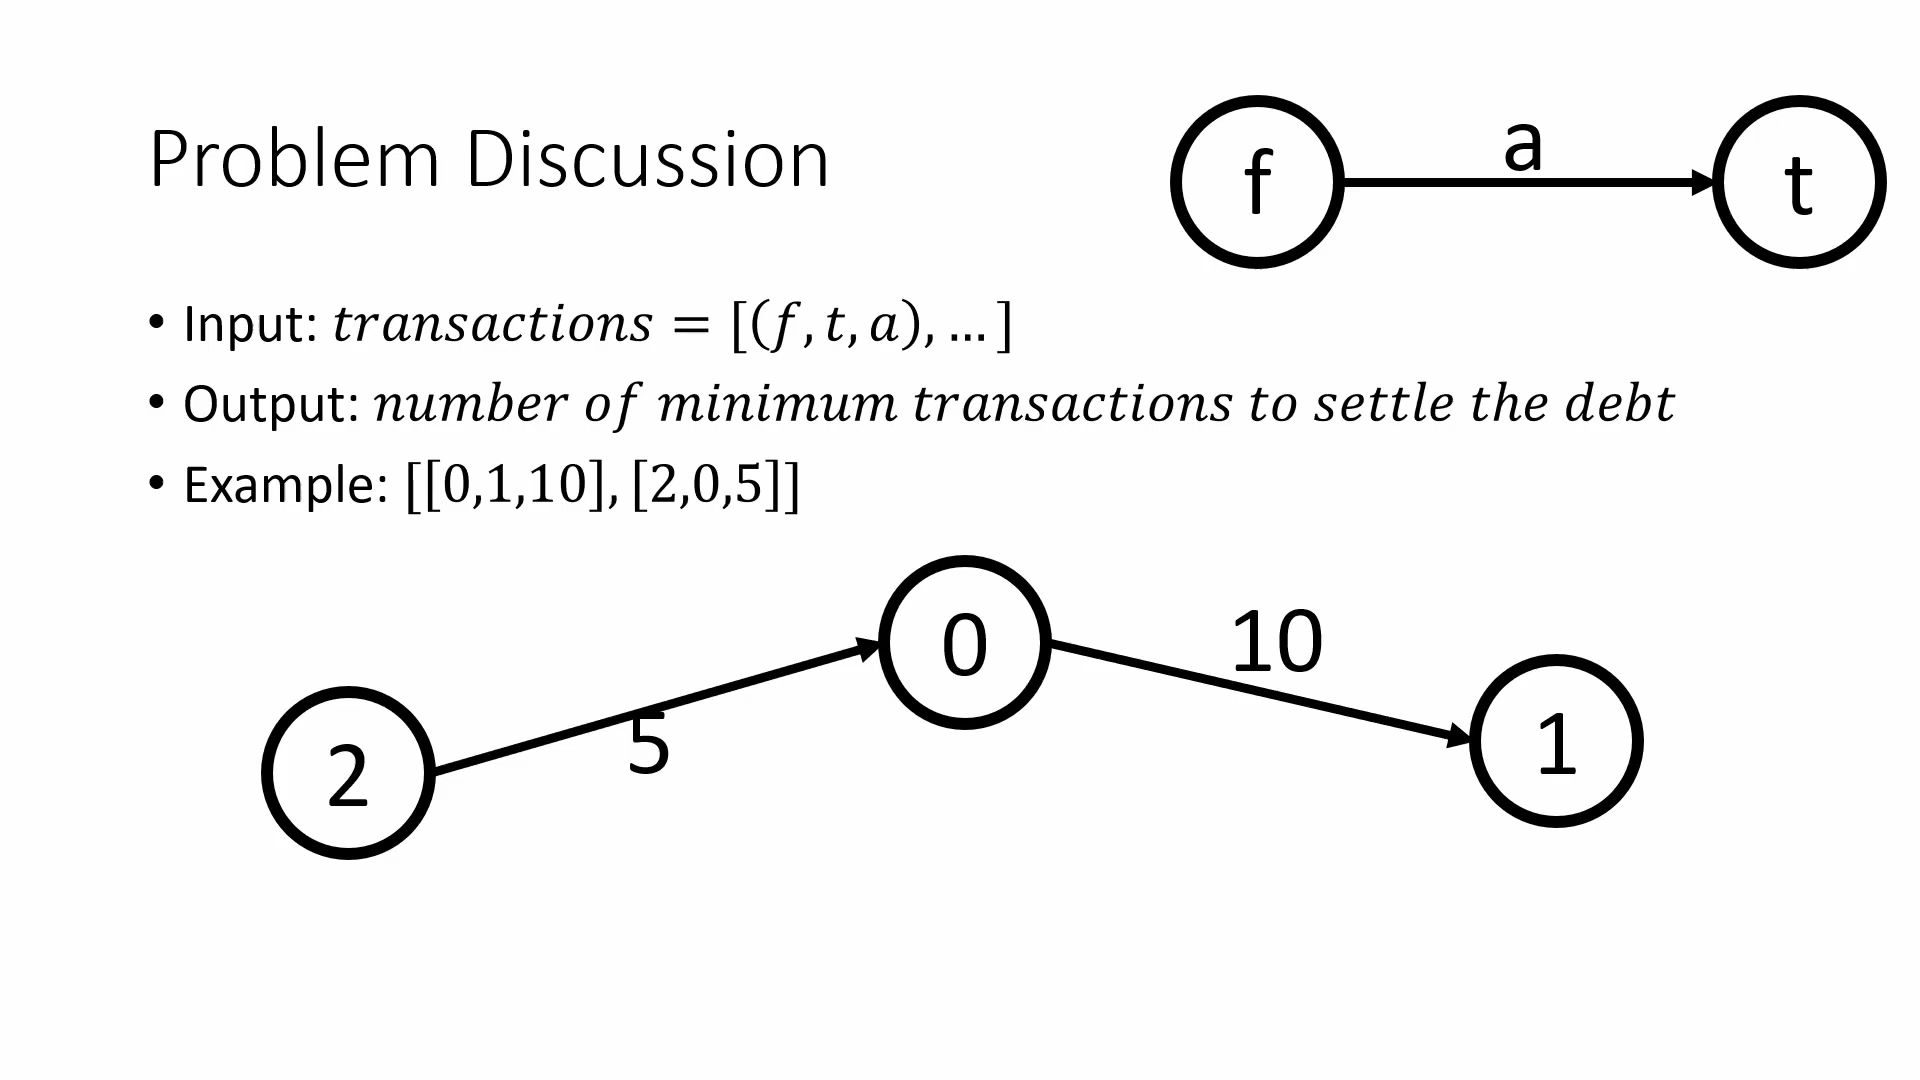 Problem Discussion
f
a
t
• Input: transactions = [(f, t, a), … ]
• Output: number of minimum transactions to settle the debt
• Example: [[0,1,10], [2,0,5]]
0
10
5
1
2